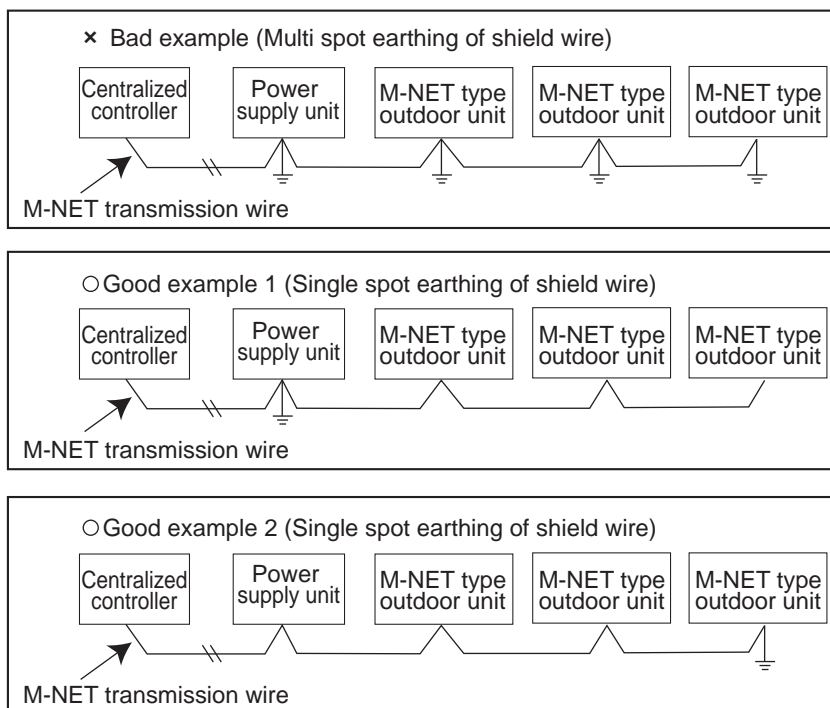 × Bad example (Multi spot earthing of shield wire)
Centralized controller
Power supply unit
M-NET type outdoor unit
M-NET type outdoor unit
M-NET type outdoor unit
M-NET transmission wire
○Good example 1 (Single spot earthing of shield wire)
Centralized controller
Power supply unit
M-NET type outdoor unit
M-NET type outdoor unit
M-NET type outdoor unit
M-NET transmission wire
○Good example 2 (Single spot earthing of shield wire)
Centralized controller
Power supply unit
M-NET type outdoor unit
M-NET type outdoor unit
M-NET type outdoor unit
M-NET transmission wire